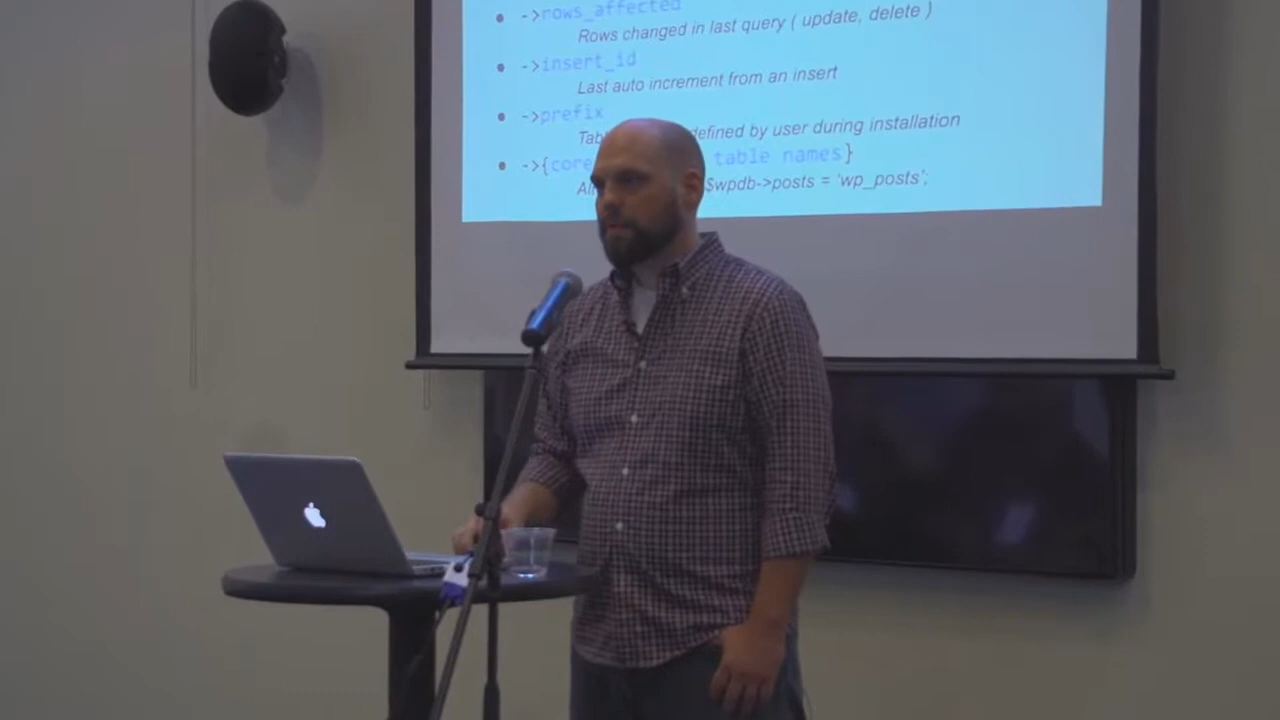 ->rows_affected
Rows changed in last query ( update, delete )
->insert_id
Last auto increment from an insert
->prefix
defined by user during installation
->{core table names}
$wpdb->posts = ‘wp_posts’;